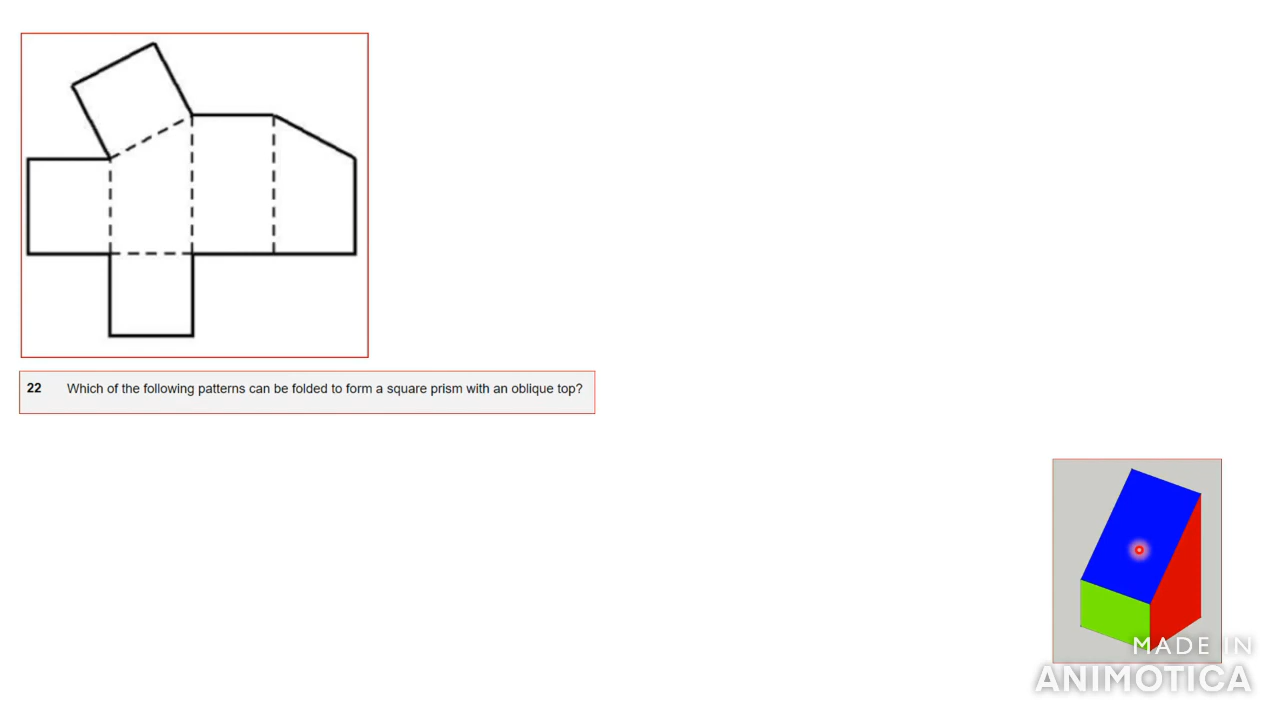 22 Which of the following patterns can be folded to form a square prism with an oblique top?
MADE IN
ANIMOTICA